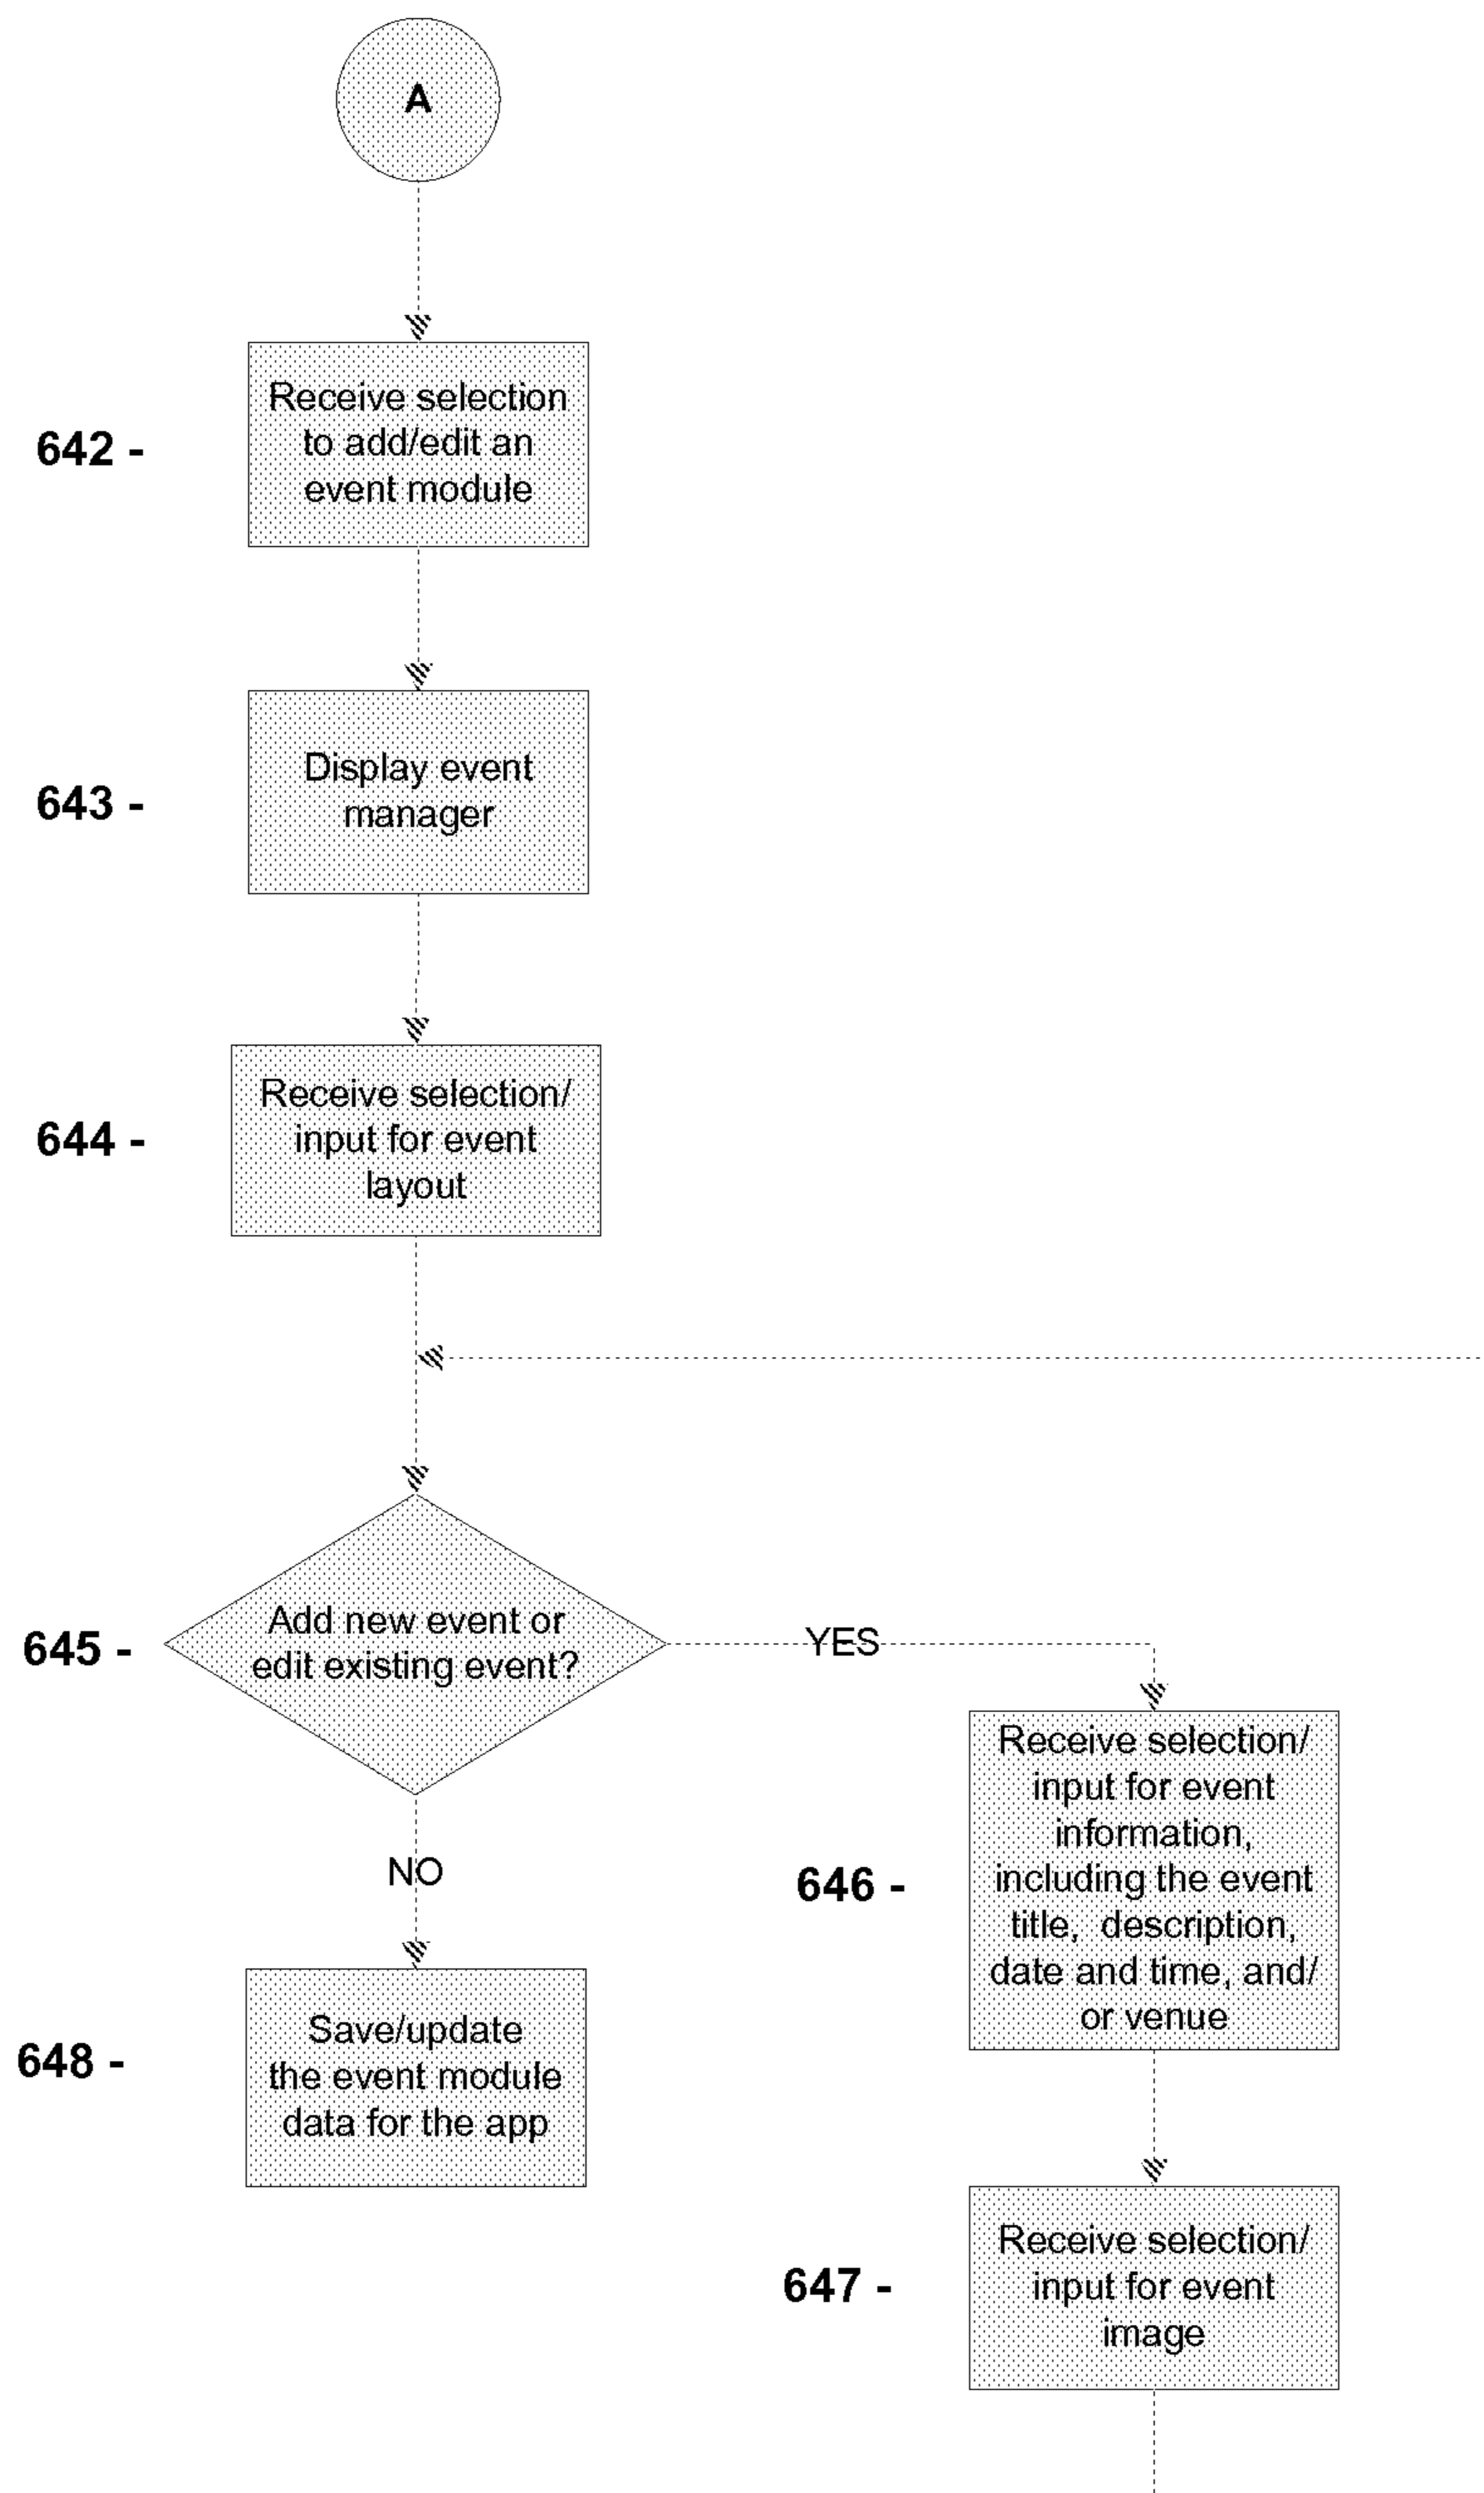 A
642 -
Receive selection
to add/edit an
event module
643 -
Display event
manager
644 -
Receive selection/
input for event
layout
645 -
Add new event or
edit existing event?
YES
646 -
Receive selection/
input for event
information,
including the event
title, description,
date and time, and/
or venue
NO
648 -
Save/update
the event module
data for the app
647 -
Receive selection/
input for event
image